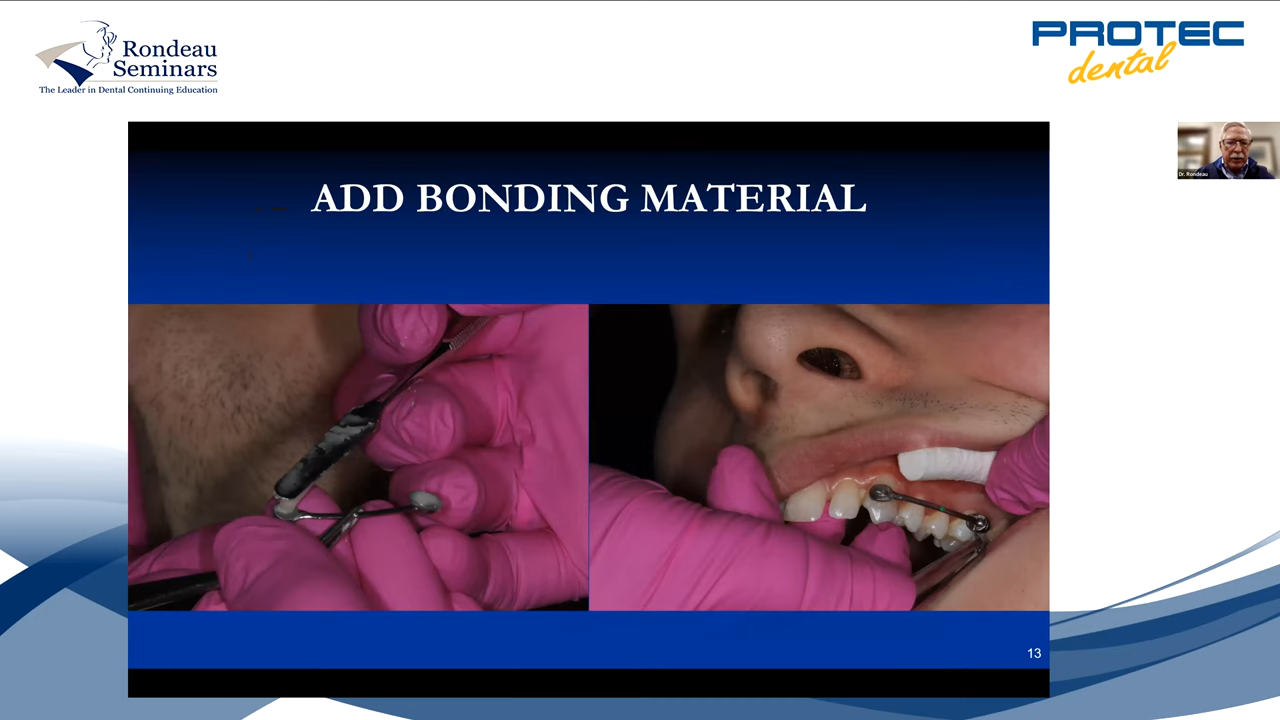 Rondeau
Seminars
The Leader in Dental Continuing Education
PROTEC
dental
Dr. Rondeau
ADD BONDING MATERIAL
13